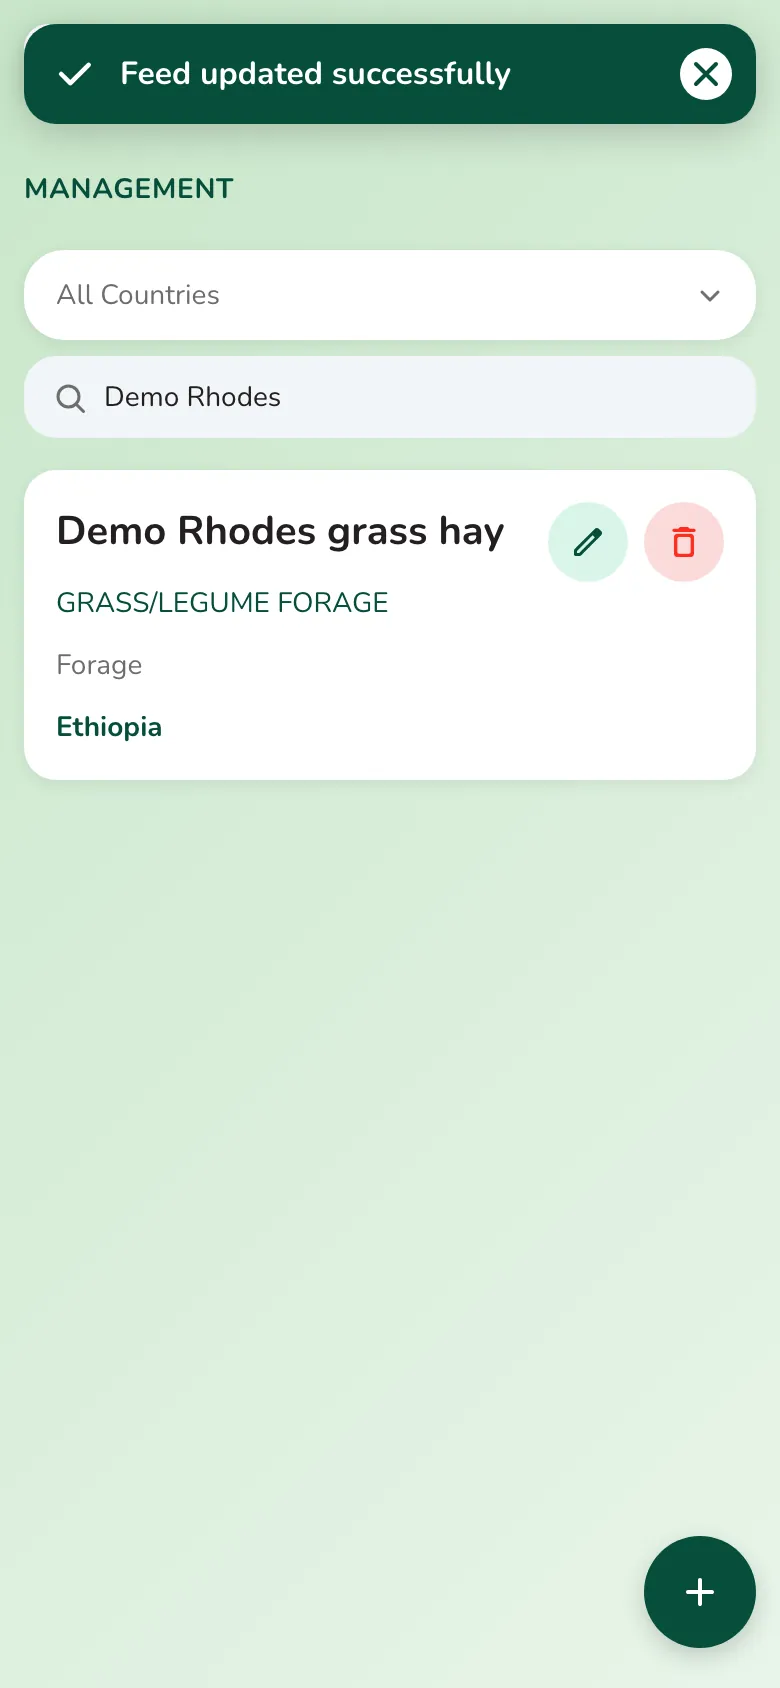 Feed updated successfully
MANAGEMENT
All Countries
Demo Rhodes
Demo Rhodes grass hay
GRASS/LEGUME FORAGE
Forage
Ethiopia